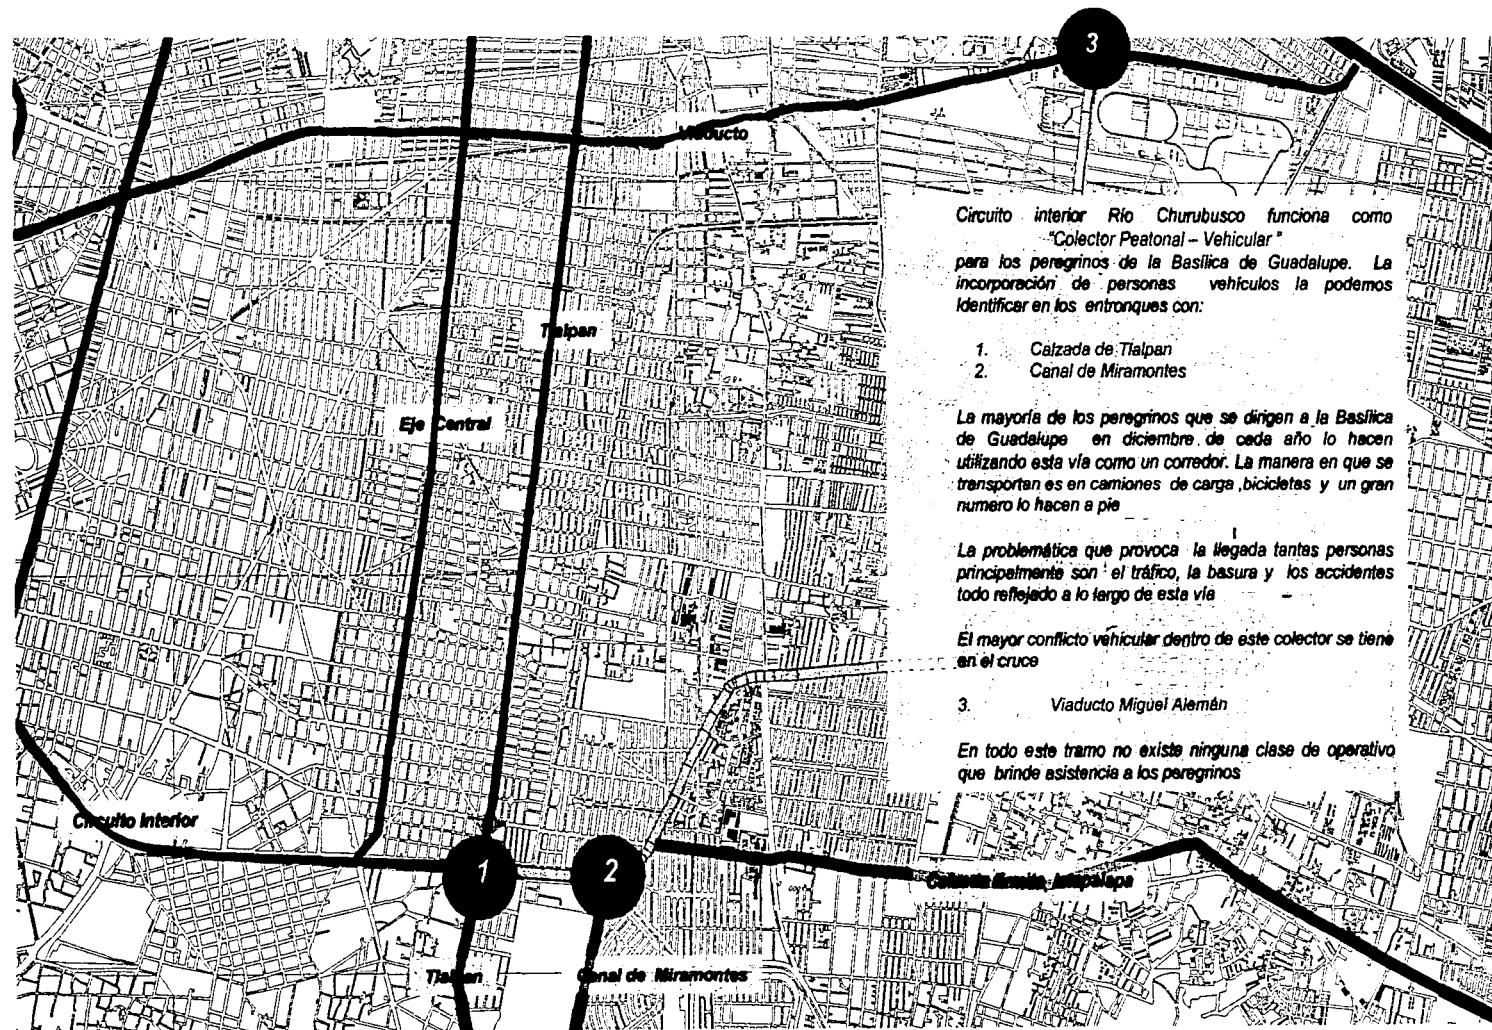 3
Viaducto
Circuito interior Río Churubusco funciona como
"Colector Peatonal – Vehicular"
para los peregrinos de la Basílica de Guadalupe. La
incorporación de personas vehículos la podemos
identificar en los entronques con:
1. Calzada de Tlalpan
2. Canal de Miramontes
La mayoría de los peregrinos que se dirigen a la Basílica
de Guadalupe en diciembre de cada año lo hacen
utilizando esta vía como un corredor. La manera en que se
transportan es en camiones de carga ,bicicletas y un gran
numero lo hacen a pie
La problemática que provoca la llegada tantas personas
principalmente son el tráfico, la basura y los accidentes
todo reflejado a lo largo de esta vía
El mayor conflicto vehicular dentro de este colector se tiene
en el cruce
3. Viaducto Miguel Alemán
En todo este tramo no existe ninguna clase de operativo
que brinde asistencia a los peregrinos
Tlalpan
Eje Central
Circuito Interior
1
2
Calzada Ermita Iztapalapa
Tlalpan
Canal de Miramontes